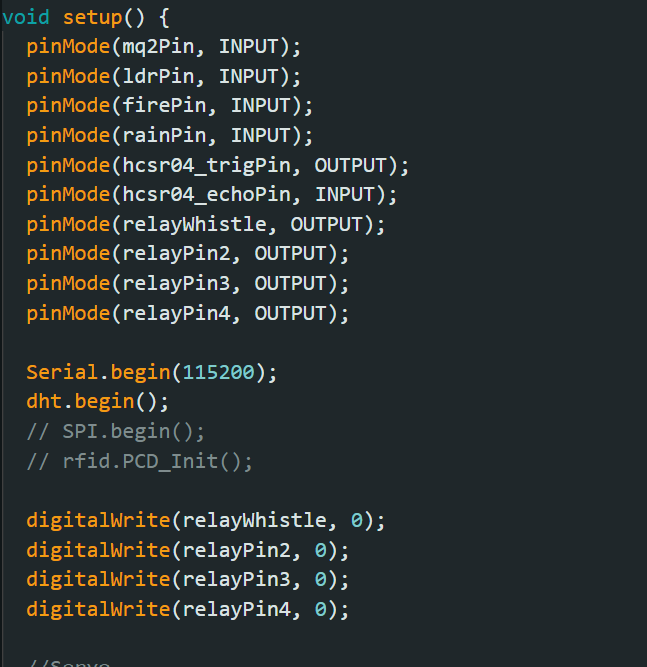 void setup() {
pinMode(mq2Pin, INPUT);
pinMode(ldrPin, INPUT);
pinMode(firePin, INPUT);
pinMode(rainPin, INPUT);
pinMode(hcsr04_trigPin, OUTPUT);
pinMode(hcsr04_echoPin, INPUT);
pinMode(relayWhistle, OUTPUT);
pinMode(relayPin2, OUTPUT);
pinMode(relayPin3, OUTPUT);
pinMode(relayPin4, OUTPUT);
Serial.begin(115200);
dht.begin();
// SPI.begin();
// rfid.PCD_Init();
digitalWrite(relayWhistle, 0);
digitalWrite(relayPin2, 0);
digitalWrite(relayPin3, 0);
digitalWrite(relayPin4, 0);
//Servo